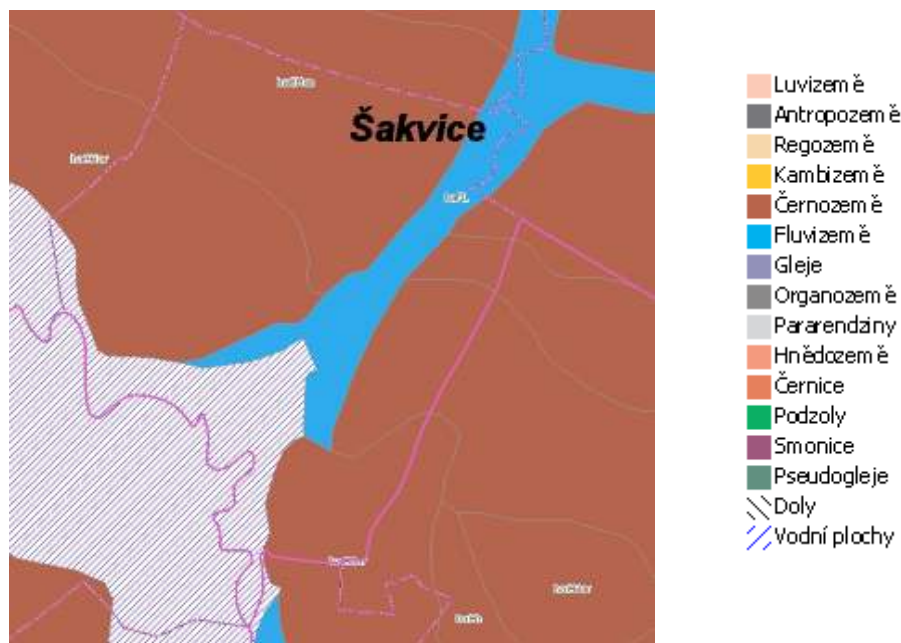 Šakvice
Luvizemě
Antropozemě
Regozemě
Kambizemě
Černozemě
Fluvizemě
Gleje
Organozemě
Pararendziny
Hnědozemě
Černice
Podzoly
Smonice
Pseudogleje
Doly
Vodní plochy